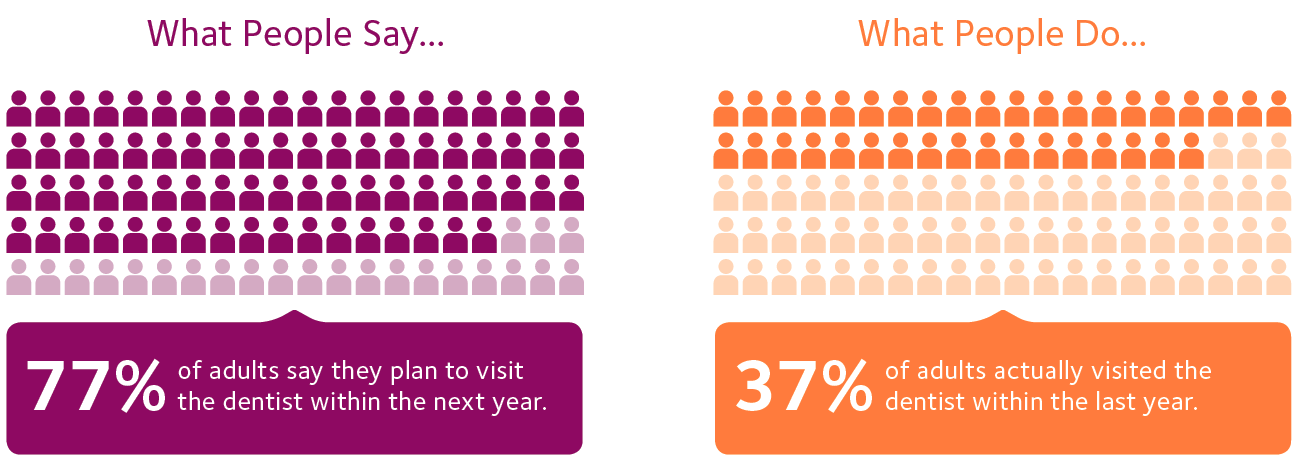 What People Say...
77%
of adults say they plan to visit
the dentist within the next year.
What People Do...
37%
of adults actually visited the
dentist within the last year.